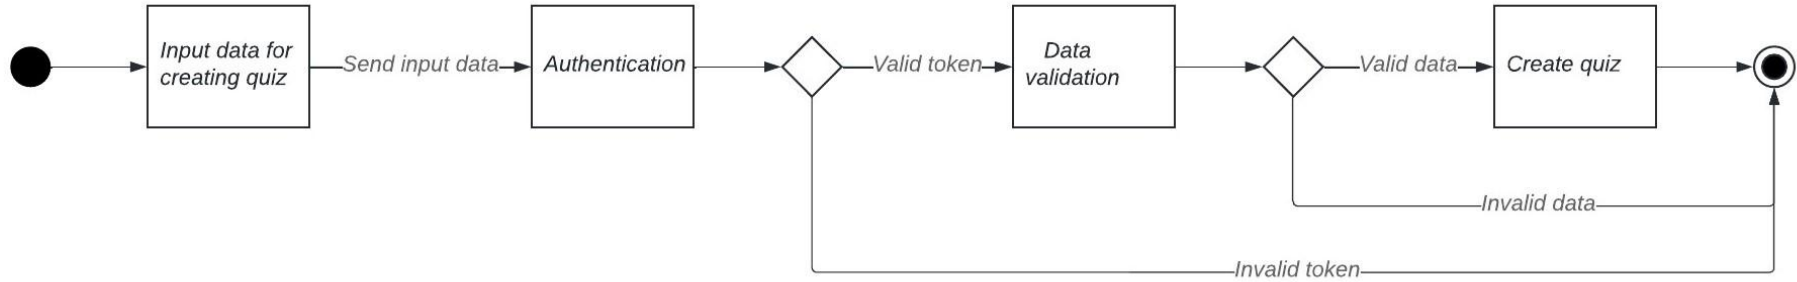 Input data for
creating quiz
Send input data
Authentication
Valid token
Data
validation
Valid data
Create quiz
Invalid data
Invalid token